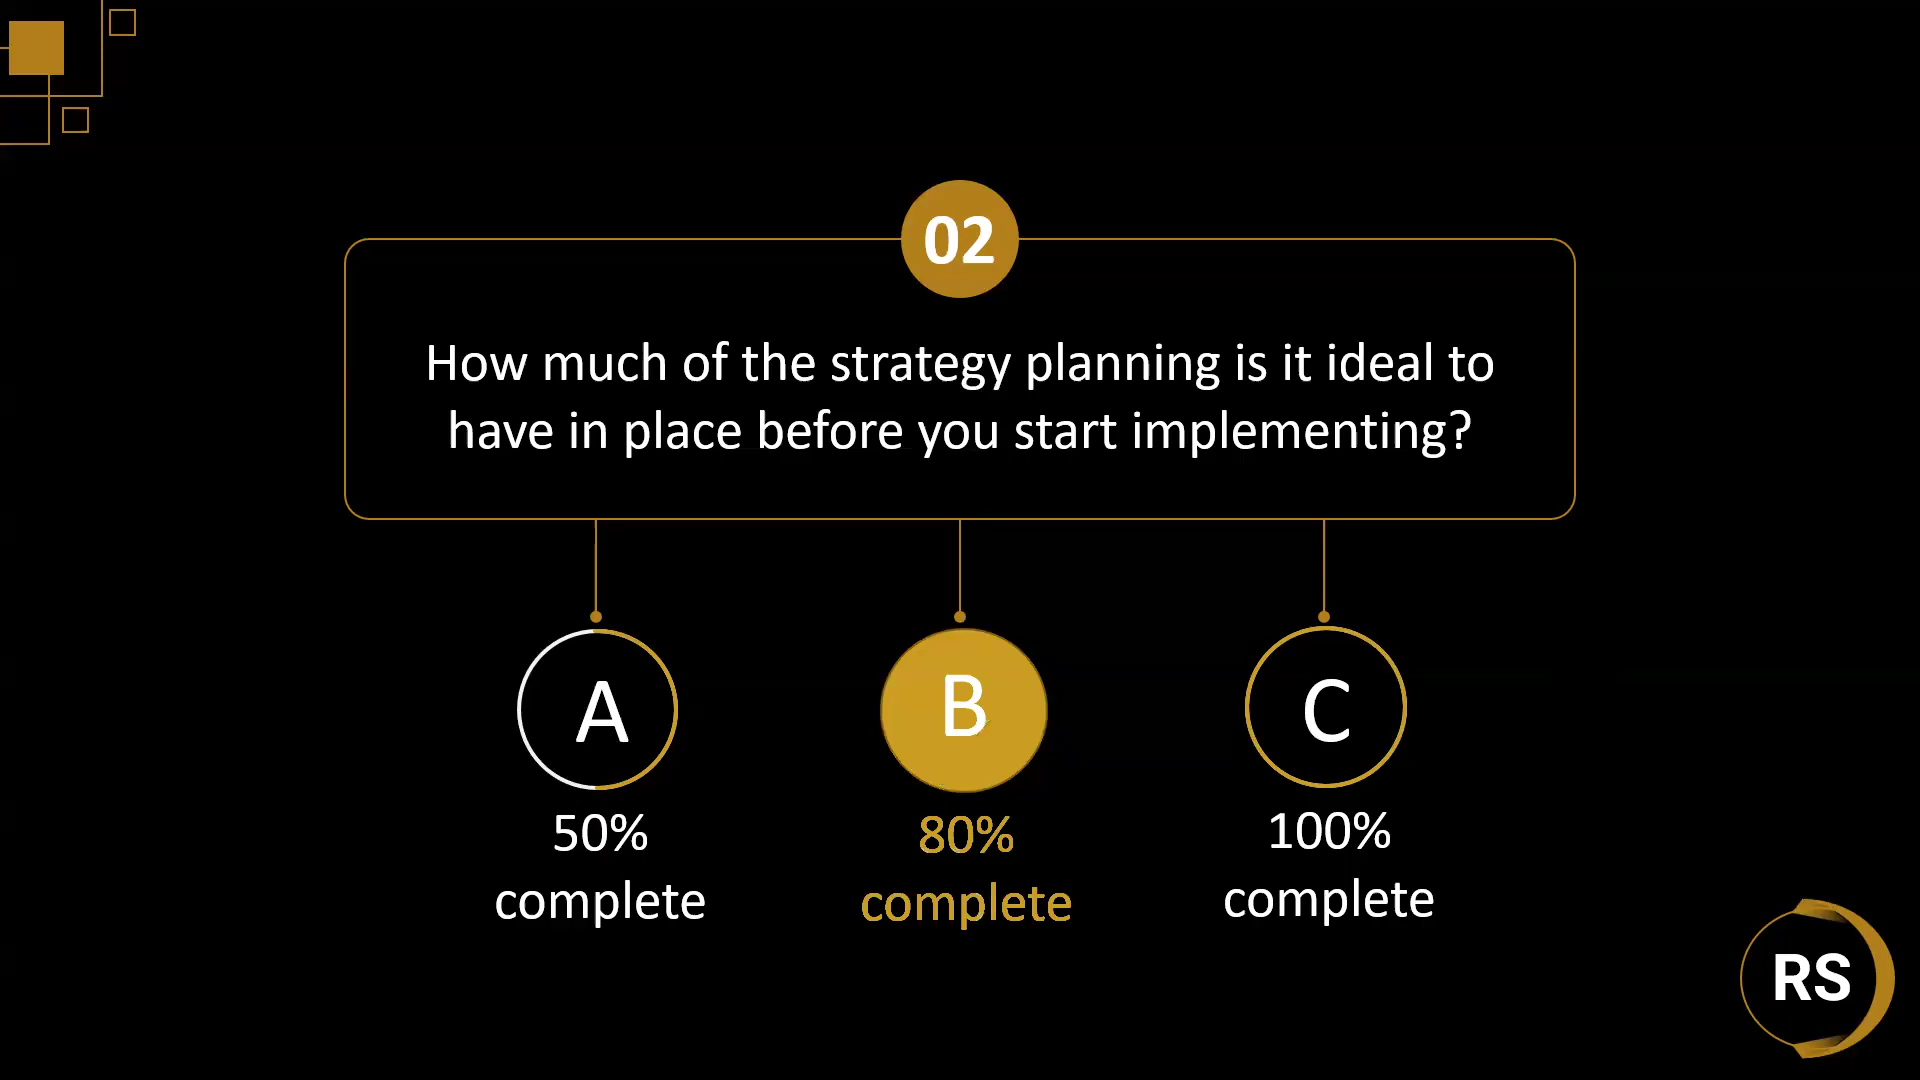 02
How much of the strategy planning is it ideal to
have in place before you start implementing?
A
50%
complete
B
80%
complete
C
100%
complete
RS